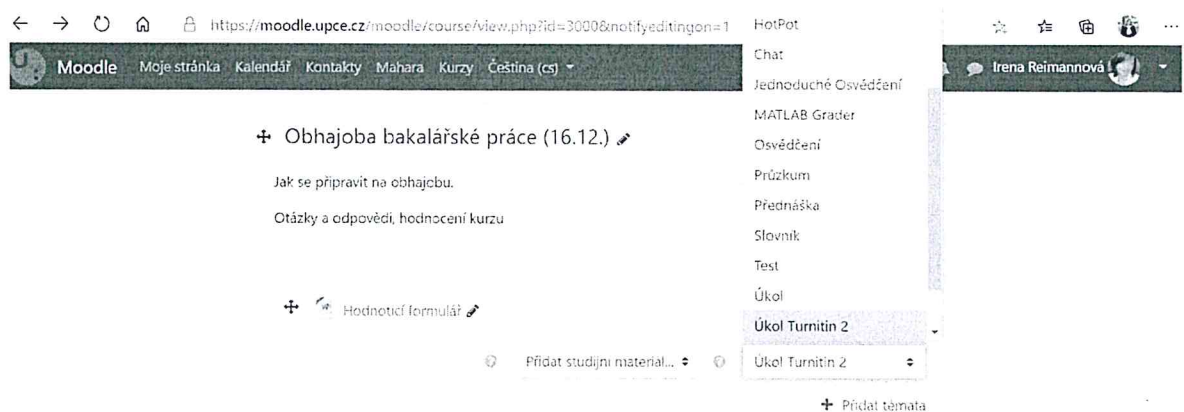 https://moodle.upce.cz/moodle/course/view.php?id=3000&notifyeditingon=1
Moodle Moje stránka Kalendář Kontakty Mahara Kurzy Čeština (cs)
Irena Reimannová
Obhajoba bakalářské práce (16.12.)
Jak se připravit na obhajobu.
Otázky a odpovědi, hodnocení kurzu
Hodnoticí formulář
HotPot
Chat
Jednoduché Osvědčení
MATLAB Grader
Osvědčení
Průzkum
Přednáška
Slovník
Test
Úkol
Úkol Turnitin 2
Přidat studijní materiál... Úkol Turnitin 2
Přidat témata